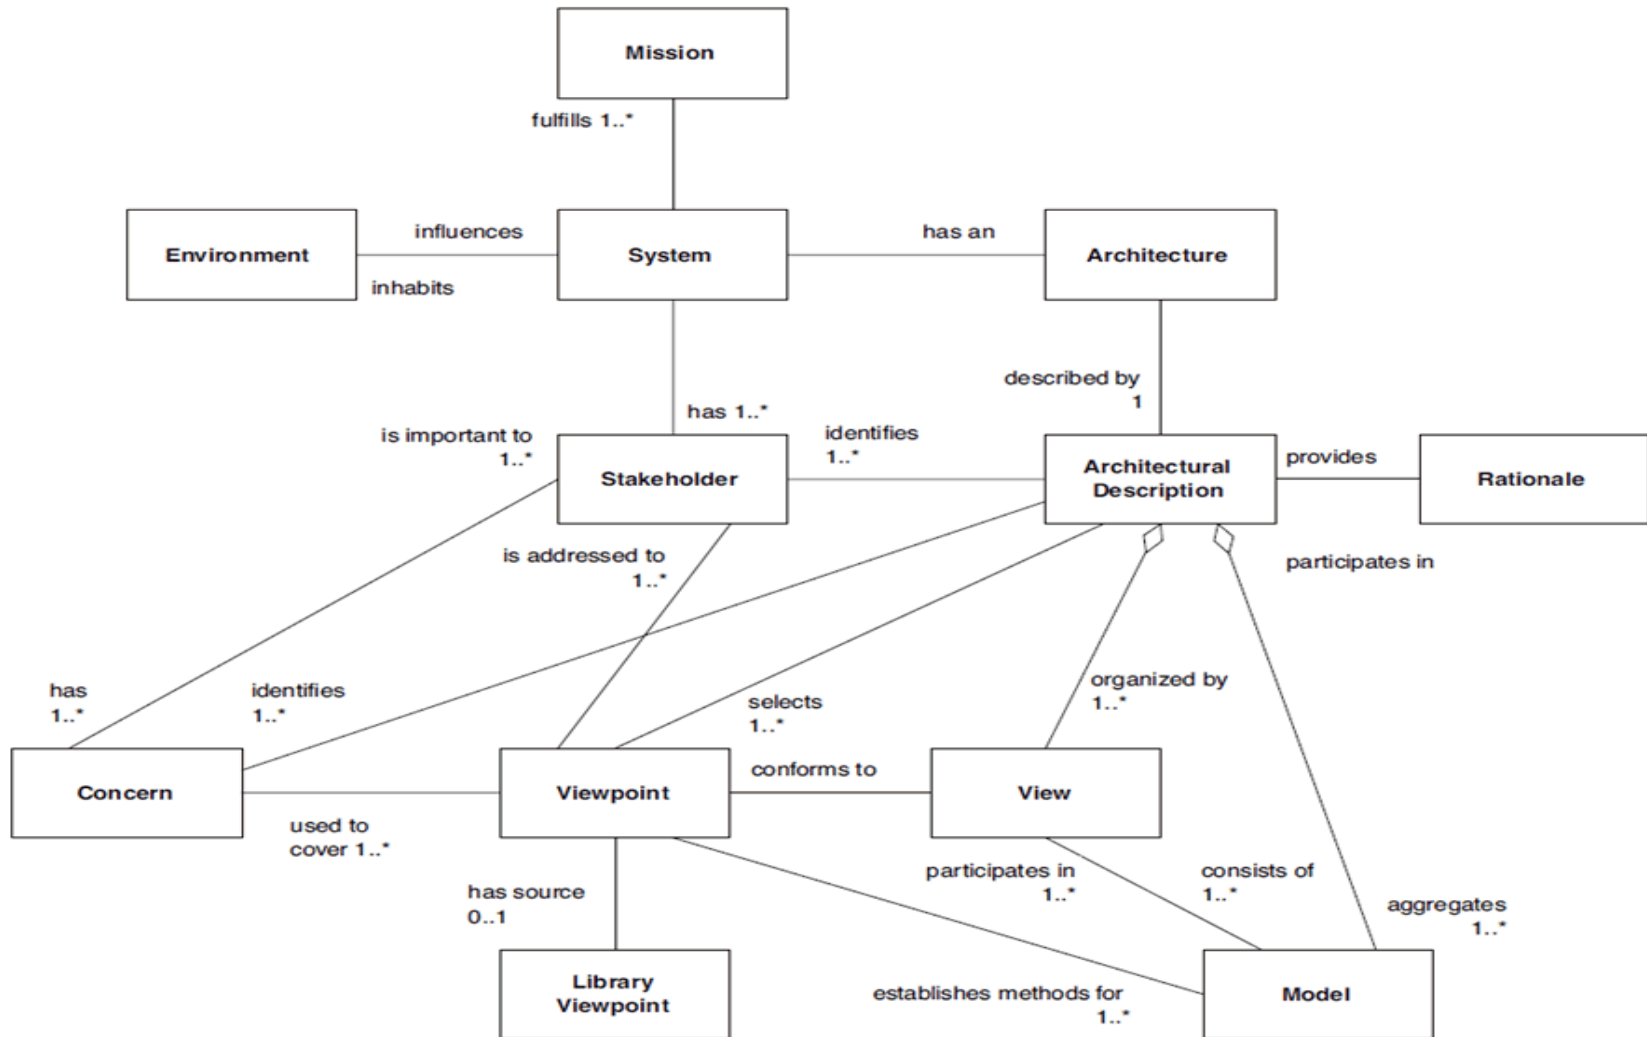 Mission
fulfills 1..*
influences
has an
Environment
System
Architecture
inhabits
described by
1
has 1..*
is important to
1..*
identifies
1..*
Stakeholder
Architectural
Description
provides
Rationale
is addressed to
1..*
participates in
has
1..*
identifies
1..*
selects
1..*
organized by
1..*
Concern
Viewpoint
conforms to
View
used to
cover 1..*
has source
0..1
participates in
1..*
consists of
1..*
aggregates
1..*
Library
Viewpoint
establishes methods for
1..*
Model